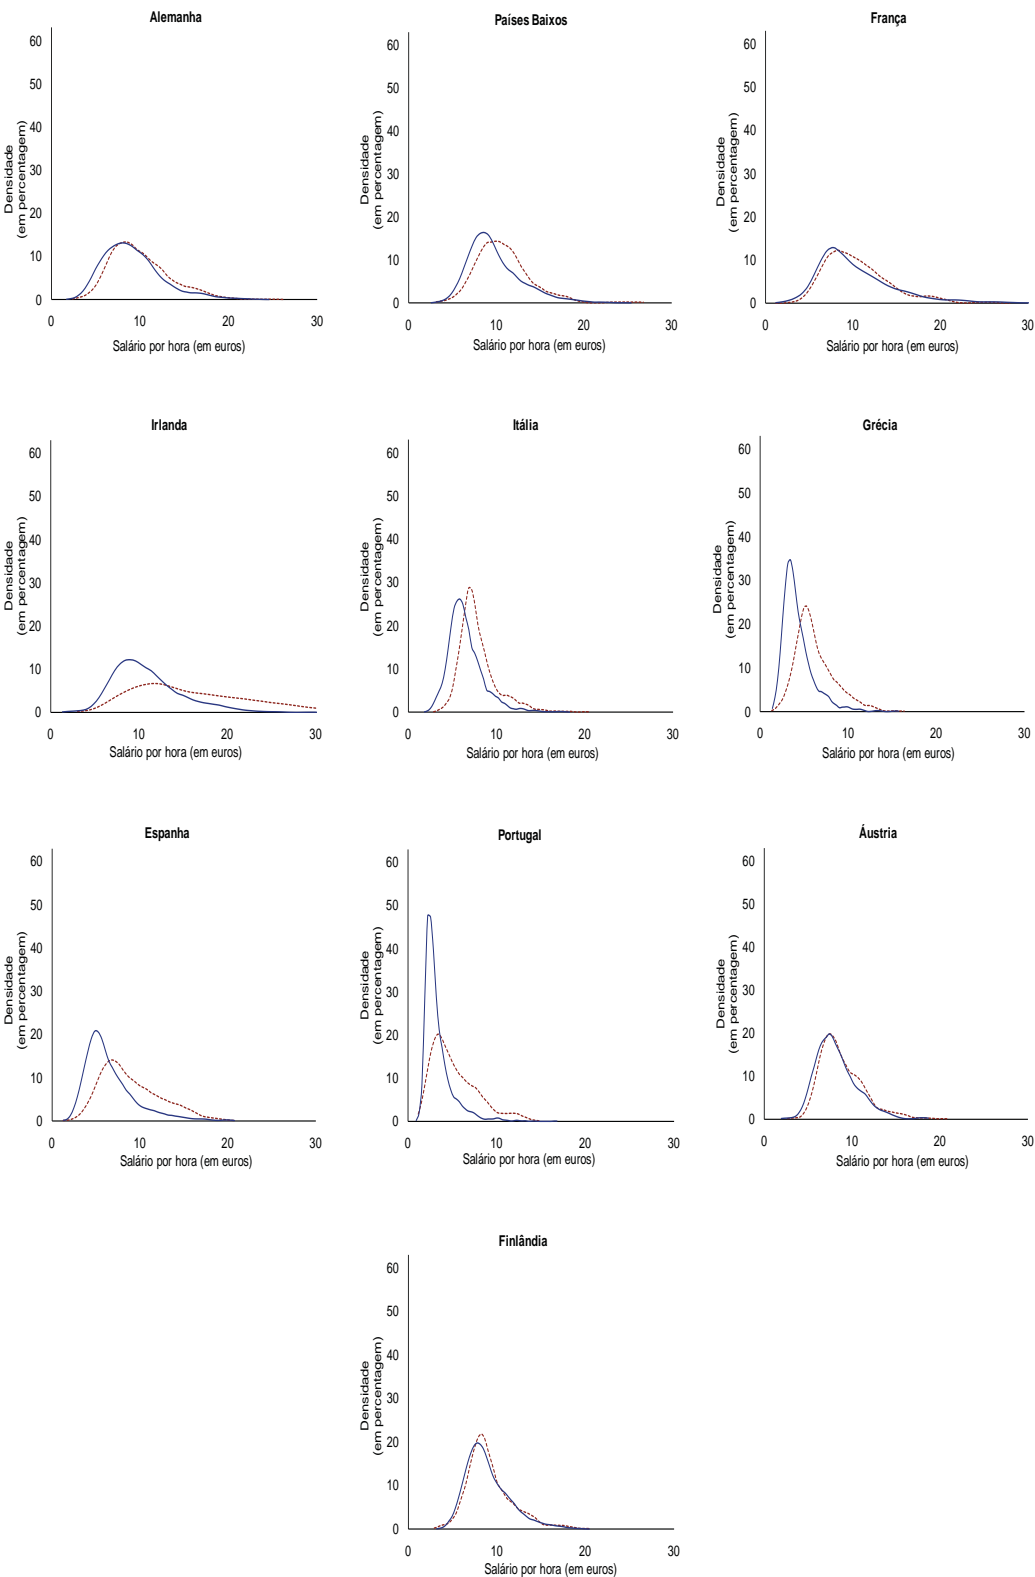 Alemanha
Densidade
(em percentagem)
60
50
40
30
20
10
0
0 10 20 30
Salário por hora (em euros)
Países Baixos
Densidade
(em percentagem)
60
50
40
30
20
10
0
0 10 20 30
Salário por hora (em euros)
França
Densidade
(em percentagem)
60
50
40
30
20
10
0
0 10 20 30
Salário por hora (em euros)
Irlanda
Densidade
(em percentagem)
60
50
40
30
20
10
0
0 10 20 30
Salário por hora (em euros)
Itália
Densidade
(em percentagem)
60
50
40
30
20
10
0
0 10 20 30
Salário por hora (em euros)
Grécia
Densidade
(em percentagem)
60
50
40
30
20
10
0
0 10 20 30
Salário por hora (em euros)
Espanha
Densidade
(em percentagem)
60
50
40
30
20
10
0
0 10 20 30
Salário por hora (em euros)
Portugal
Densidade
(em percentagem)
60
50
40
30
20
10
0
0 10 20 30
Salário por hora (em euros)
Áustria
Densidade
(em percentagem)
60
50
40
30
20
10
0
0 10 20 30
Salário por hora (em euros)
Finlândia
Densidade
(em percentagem)
60
50
40
30
20
10
0
0 10 20 30
Salário por hora (em euros)